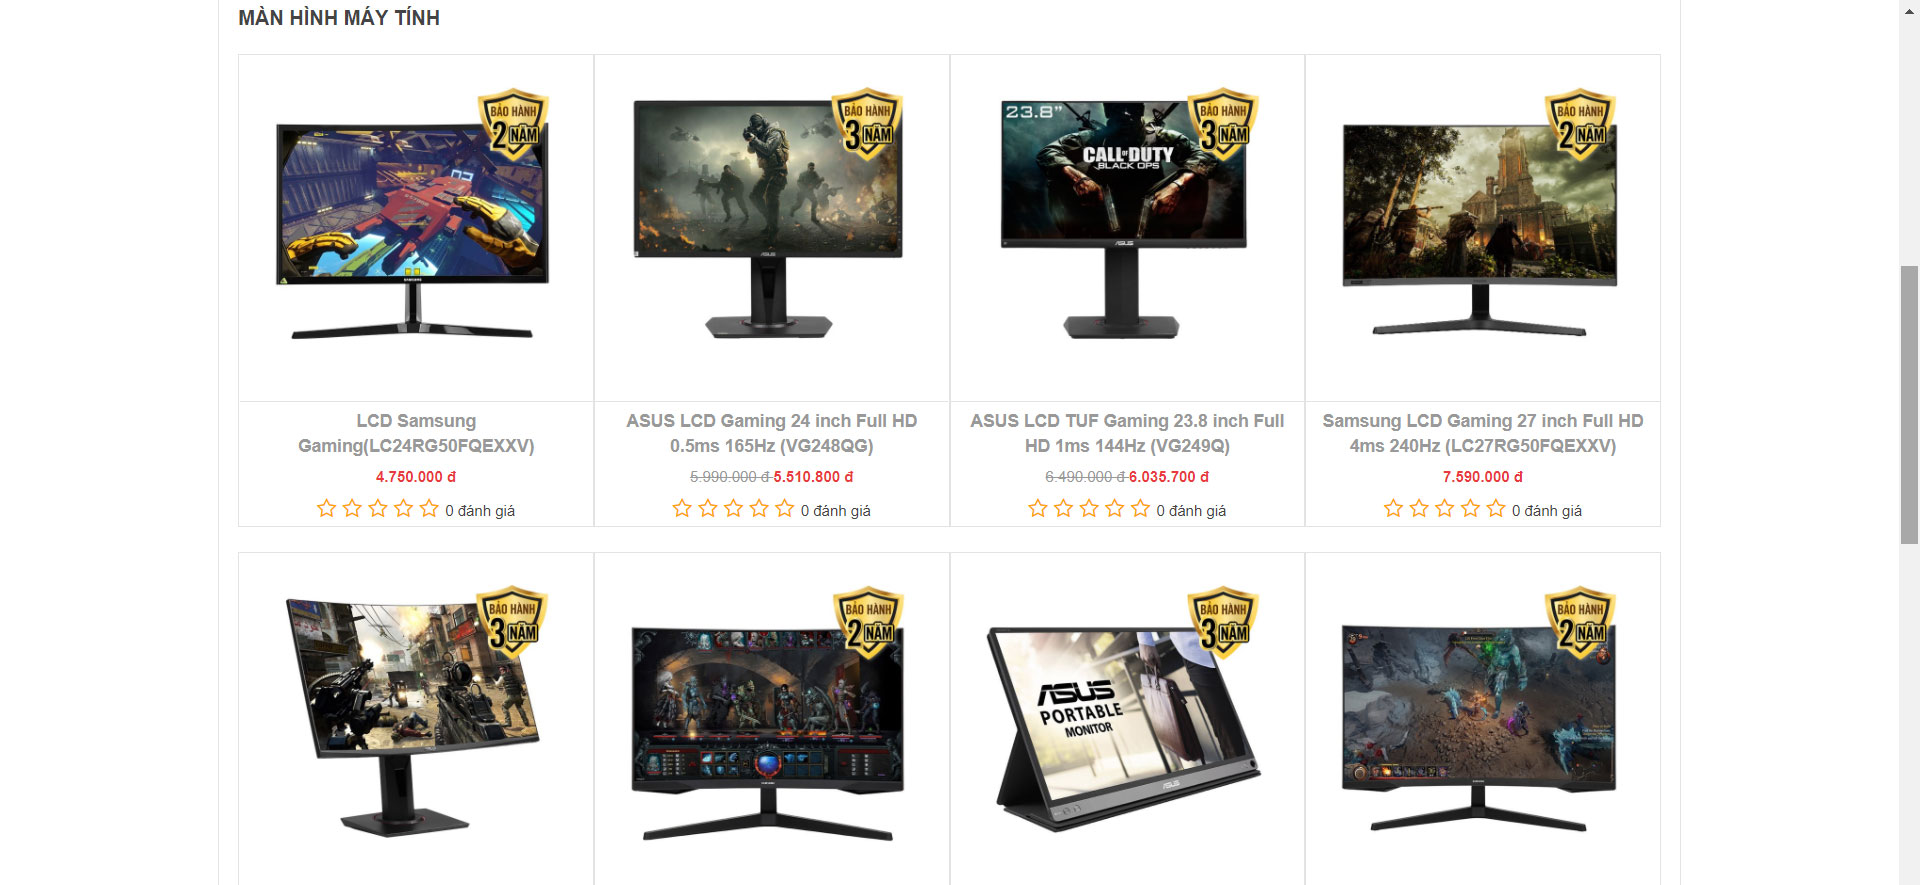 MÀN HÌNH MÁY TÍNH
BẢO HÀNH
2 NĂM
SAMSUNG
BẢO HÀNH
3 NĂM
ASUS
23.8"
BẢO HÀNH
3 NĂM
CALL OF DUTY
BLACK OPS
ASUS
BẢO HÀNH
2 NĂM
LCD Samsung
Gaming(LC24RG50FQEXXV)
4.750.000 đ
0 đánh giá
ASUS LCD Gaming 24 inch Full HD
0.5ms 165Hz (VG248QG)
5.990.000 đ 5.510.800 đ
0 đánh giá
ASUS LCD TUF Gaming 23.8 inch Full
HD 1ms 144Hz (VG249Q)
6.490.000 đ 6.035.700 đ
0 đánh giá
Samsung LCD Gaming 27 inch Full HD
4ms 240Hz (LC27RG50FQEXXV)
7.590.000 đ
0 đánh giá
BẢO HÀNH
3 NĂM
BẢO HÀNH
2 NĂM
BẢO HÀNH
3 NĂM
ASUS
PORTABLE
MONITOR
ASUS
BẢO HÀNH
2 NĂM